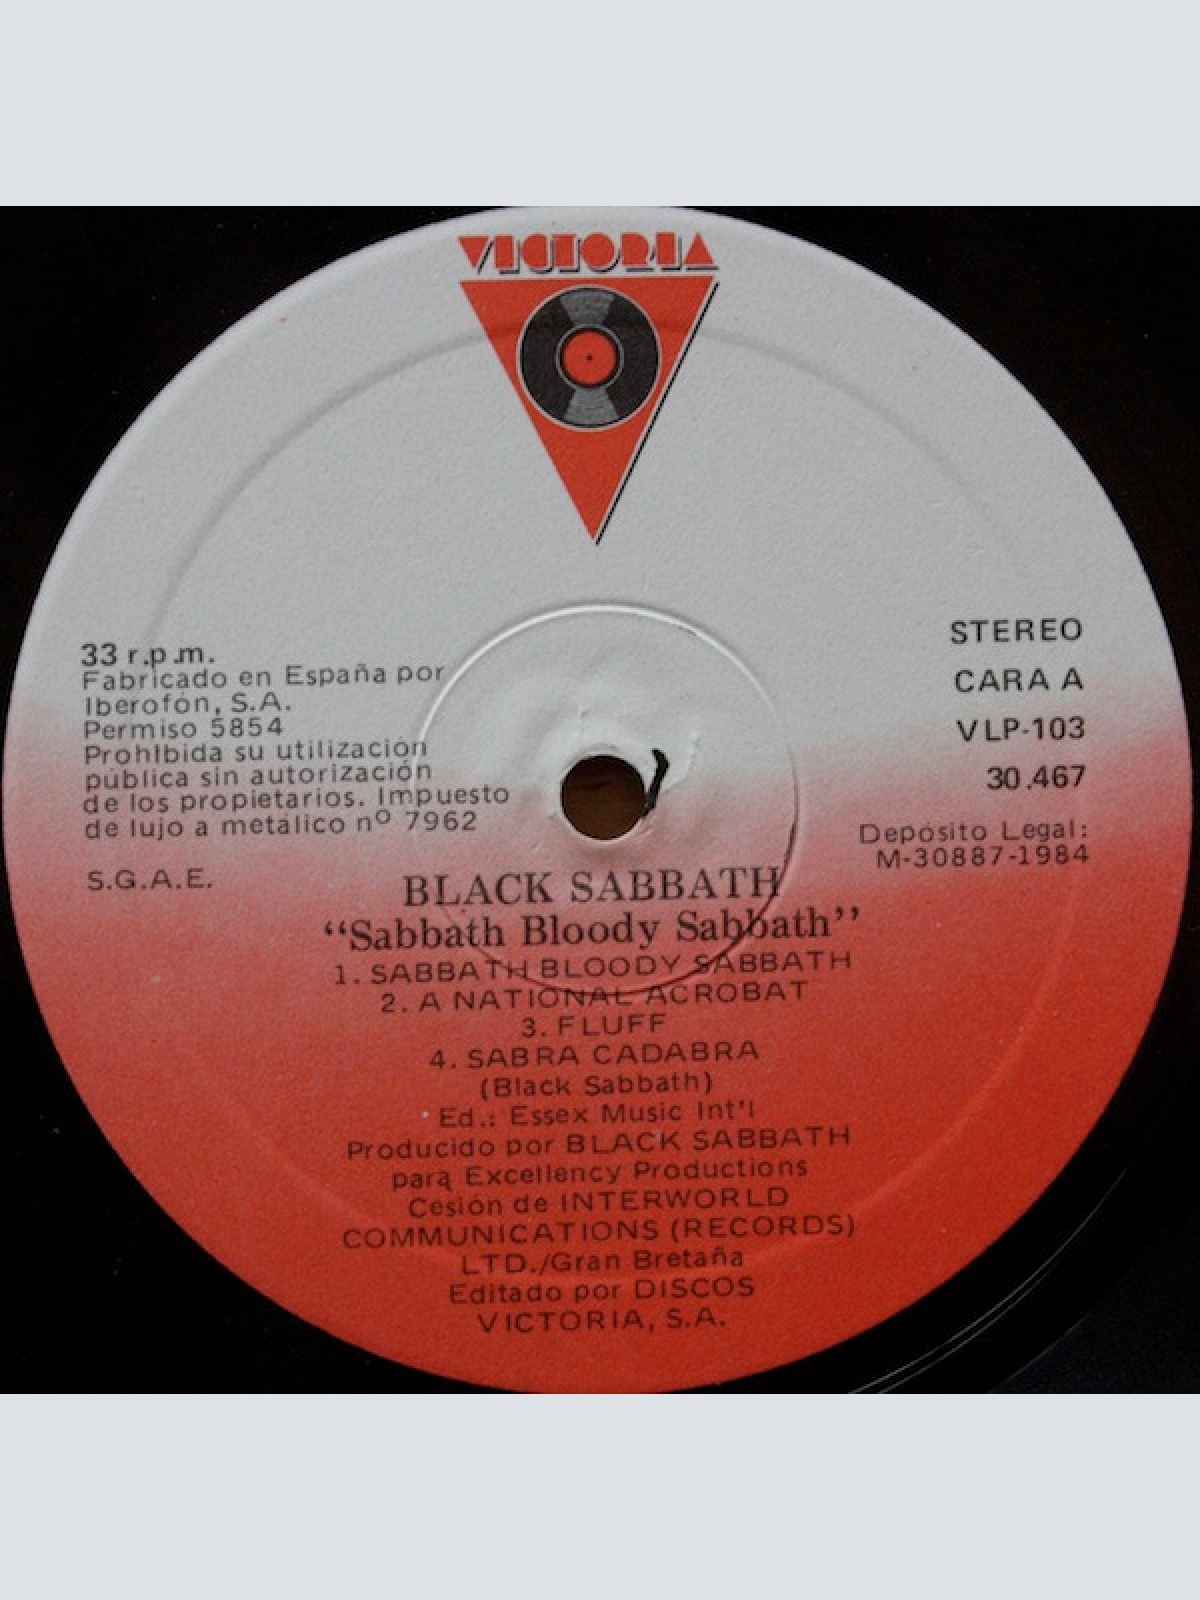 VICTORIA
33 r.p.m.
Fabricado en España por
Iberofón, S.A.
Permiso 5854
Prohibida su utilización
pública sin autorización
de los propietarios. Impuesto
de lujo a metálico nº 7962
S.G.A.E.
STEREO
CARA A
VLP-103
30.467
Depósito Legal:
M-30887-1984
BLACK SABBATH
“Sabbath Bloody Sabbath”
1. SABBATH BLOODY SABBATH
2. A NATIONAL ACROBAT
3. FLUFF
4. SABRA CADABRA
(Black Sabbath)
Ed.: Essex Music Int'l
Producido por BLACK SABBATH
para Excellency Productions
Cesión de INTERWORLD
COMMUNICATIONS (RECORDS)
LTD./Gran Bretaña
Editado por DISCOS
VICTORIA, S.A.